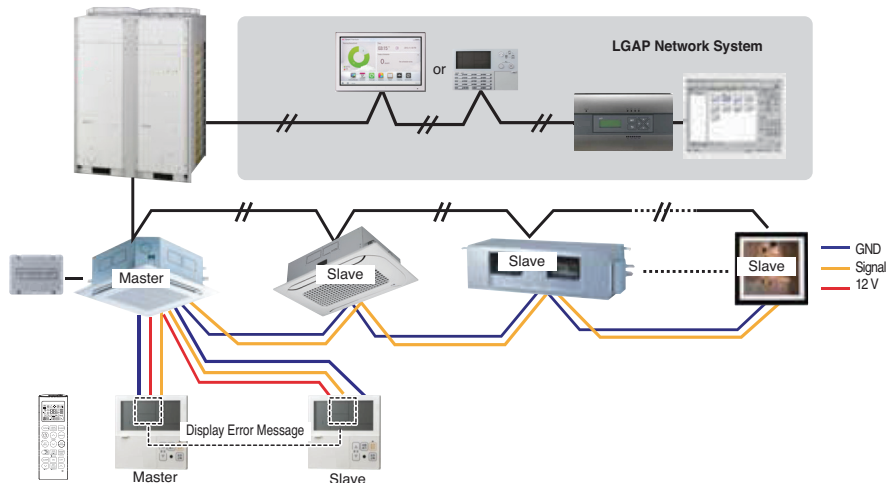 LGAP Network System
or
Master
Slave
Slave
Slave
GND
Signal
12 V
Display Error Message
Master
Slave